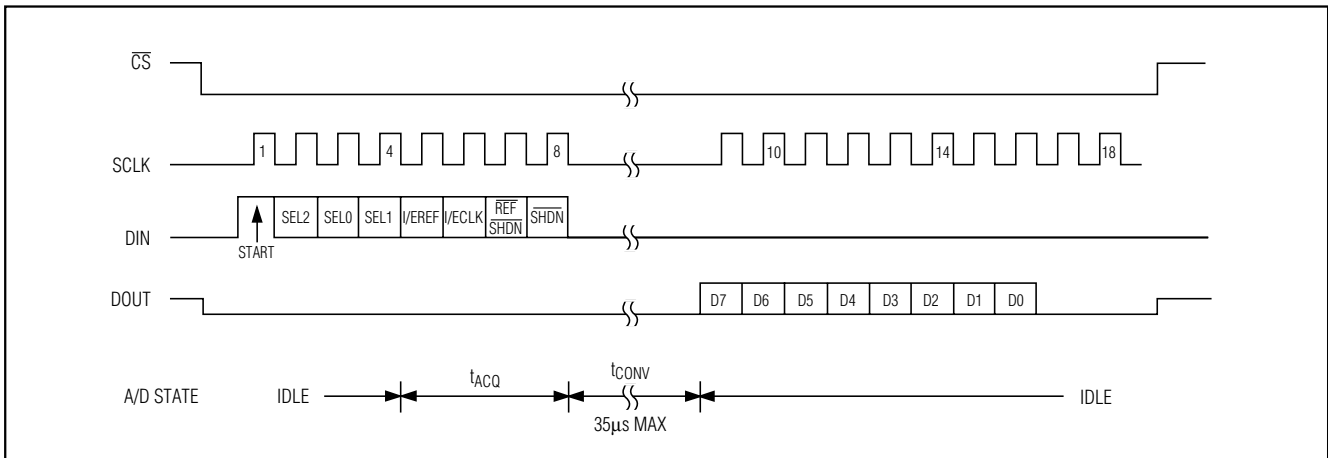 CS
SCLK 1 4 8 10 14 18
DIN SEL2 SEL0 SEL1 I/EREF I/ECLK REF SHDN SHDN
START
DOUT D7 D6 D5 D4 D3 D2 D1 D0
A/D STATE IDLE tACQ tCONV IDLE
35µs MAX